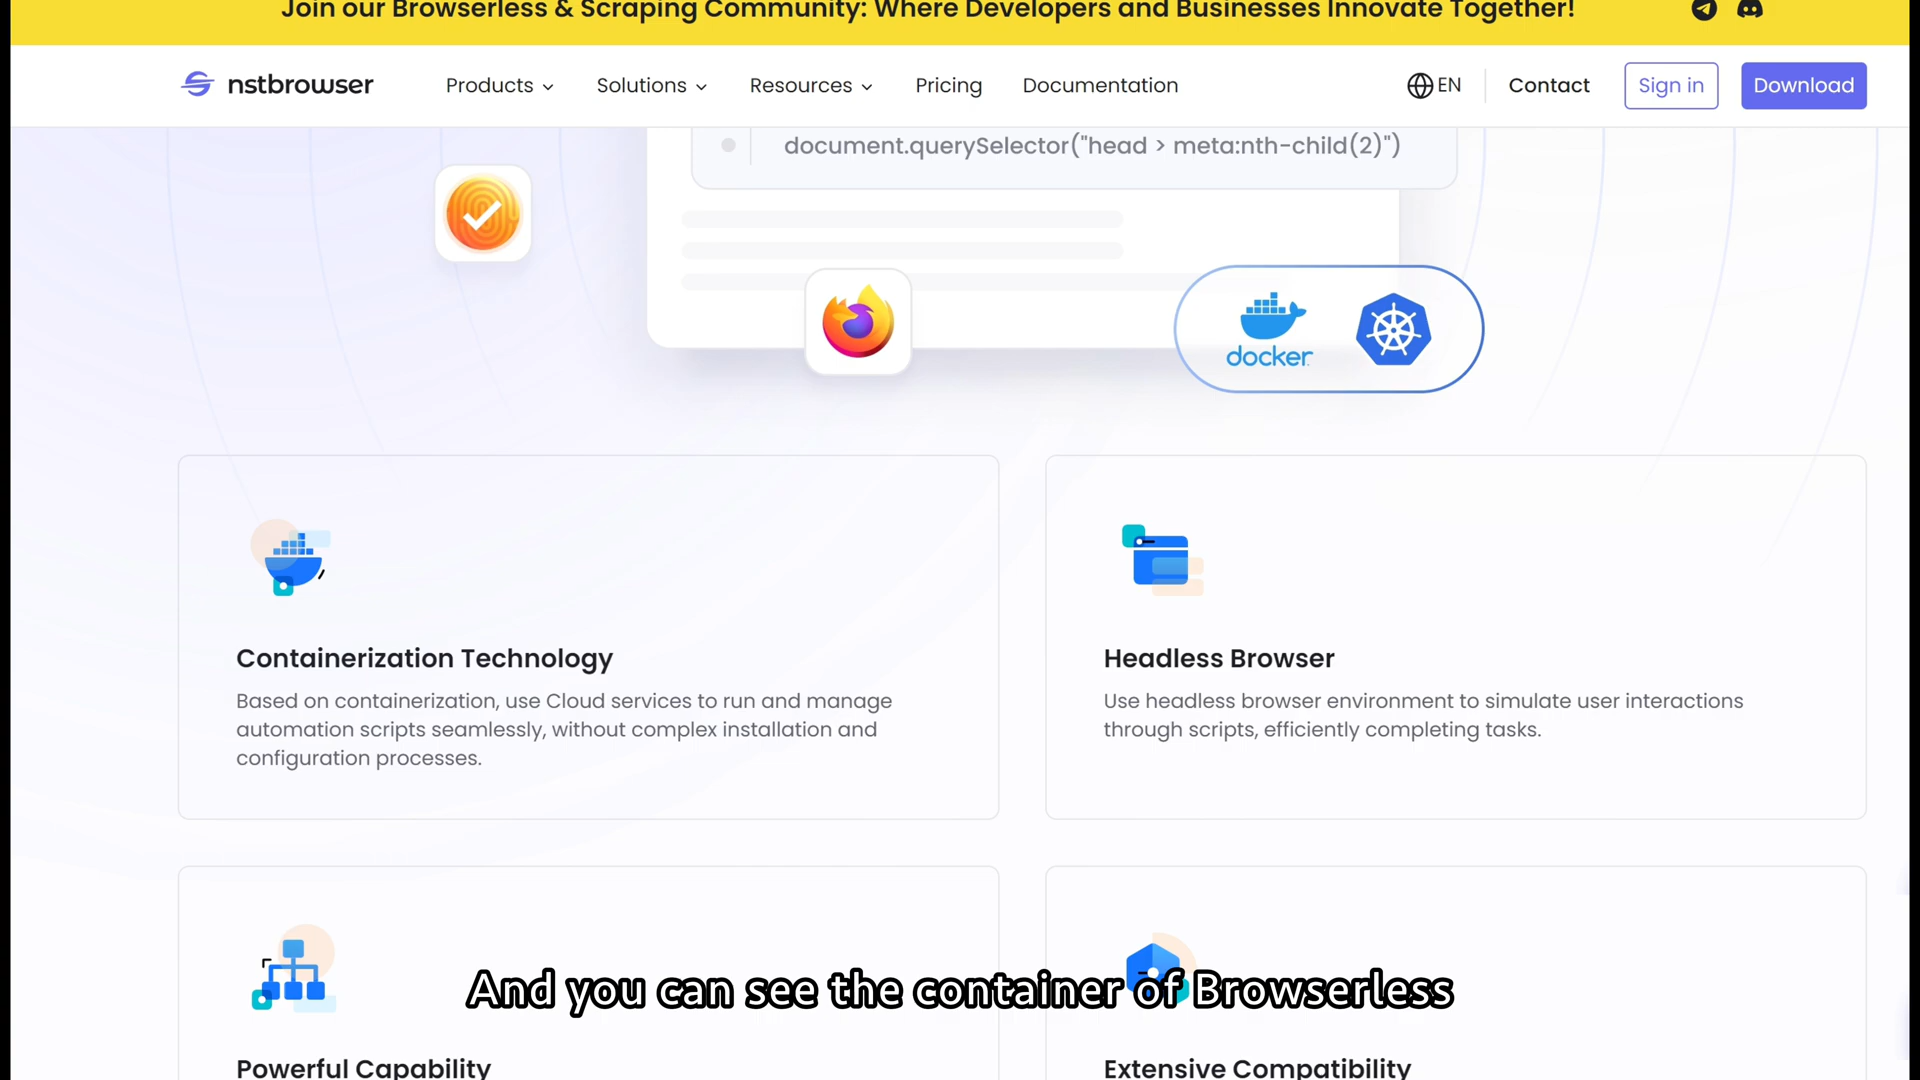 Join our Browserless & Scraping Community: Where Developers and Businesses Innovate Together!
nstbrowser Products Solutions Resources Pricing Documentation EN Contact Sign in Download
document.querySelector("head > meta:nth-child(2)")
docker
Containerization Technology
Based on containerization, use Cloud services to run and manage
automation scripts seamlessly, without complex installation and
configuration processes.
Headless Browser
Use headless browser environment to simulate user interactions
through scripts, efficiently completing tasks.
And you can see the container of Browserless
Powerful Capability
Extensive Compatibility